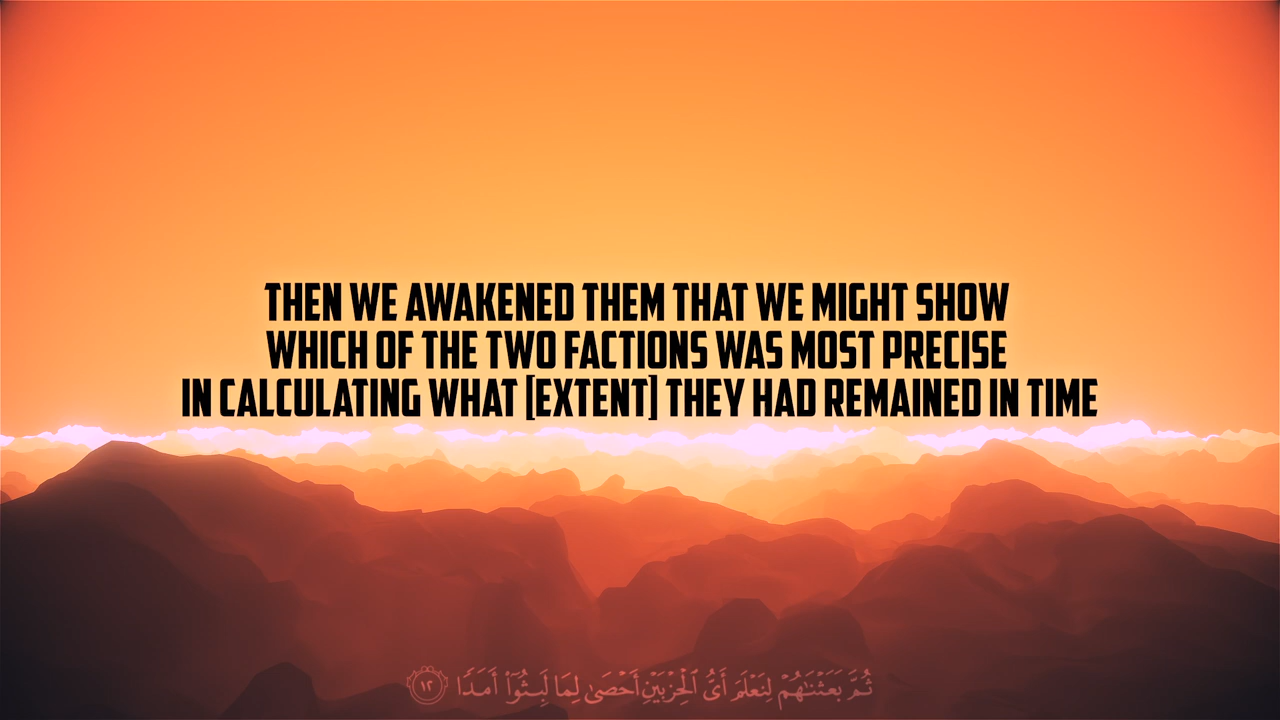 THEN WE AWAKENED THEM THAT WE MIGHT SHOW
WHICH OF THE TWO FACTIONS WAS MOST PRECISE
IN CALCULATING WHAT [EXTENT] THEY HAD REMAINED IN TIME
ثُمَّ بَعَثْنَٰهُمْ لِنَعْلَمَ أَىُّ ٱلْحِزْبَيْنِ أَحْصَىٰ لِمَا لَبِثُوٓا۟ أَمَدًا ١٢